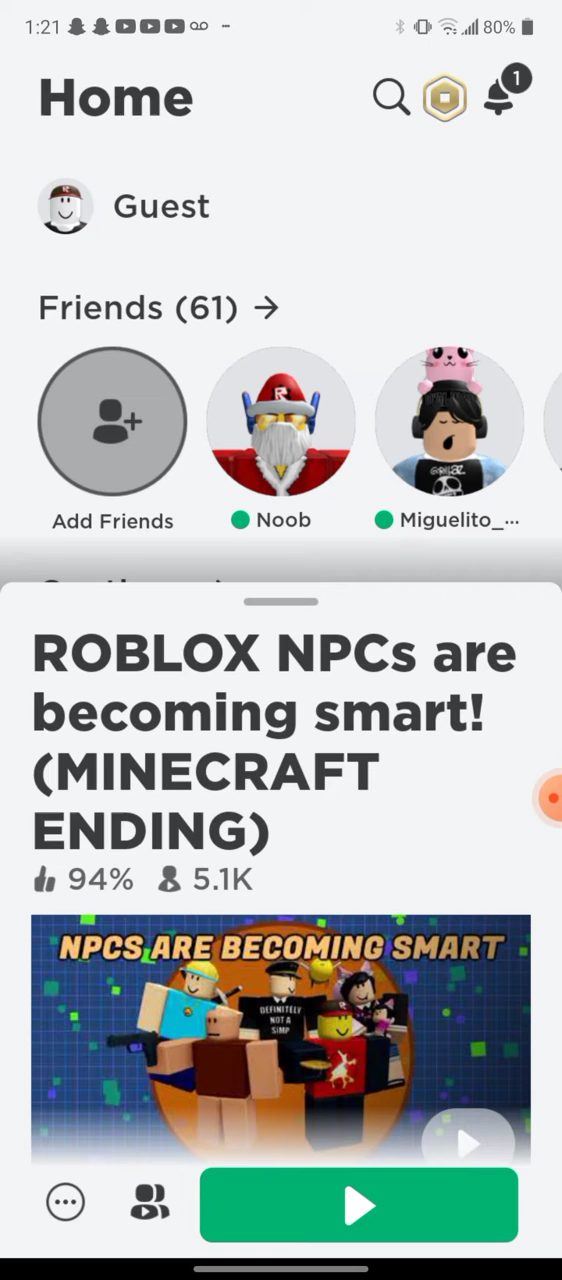 1:21
80%
Home
1
Guest
Friends (61) →
Add Friends
Noob
Miguelito_...
ROBLOX NPCs are
becoming smart!
(MINECRAFT
ENDING)
94% 5.1K
NPCS ARE BECOMING SMART
DEFINITELY
NOT A
SIMP
GORILLAZ